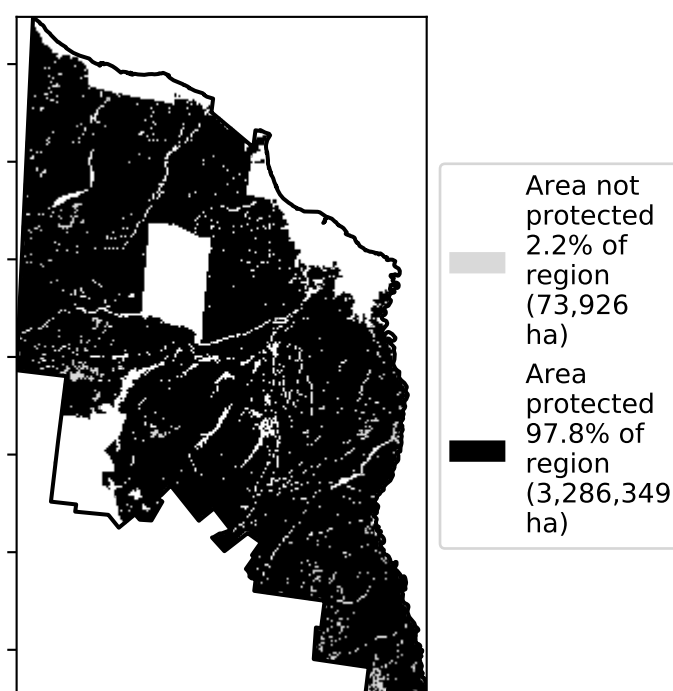 Area not
protected
2.2% of
region
(73,926
ha)
Area
protected
97.8% of
region
(3,286,349
ha)